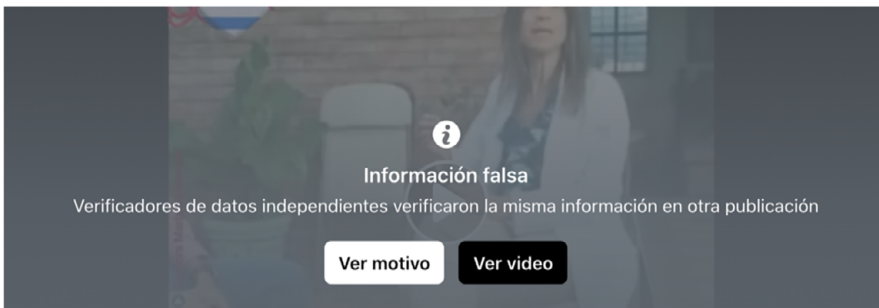 Información falsa
Verificadores de datos independientes verificaron la misma información en otra publicación
Ver motivo
Ver video